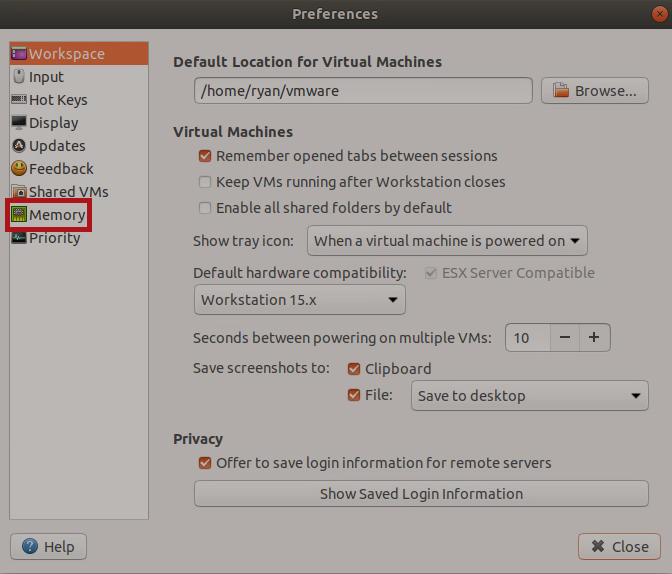 Preferences
Workspace
Input
Hot Keys
Display
Updates
Feedback
Shared VMs
Memory
Priority
Default Location for Virtual Machines
/home/ryan/vmware
Browse...
Virtual Machines
Remember opened tabs between sessions
Keep VMs running after Workstation closes
Enable all shared folders by default
Show tray icon: When a virtual machine is powered on
Default hardware compatibility: ESX Server Compatible
Workstation 15.x
Seconds between powering on multiple VMs: 10 − +
Save screenshots to: Clipboard
File: Save to desktop
Privacy
Offer to save login information for remote servers
Show Saved Login Information
Help
Close